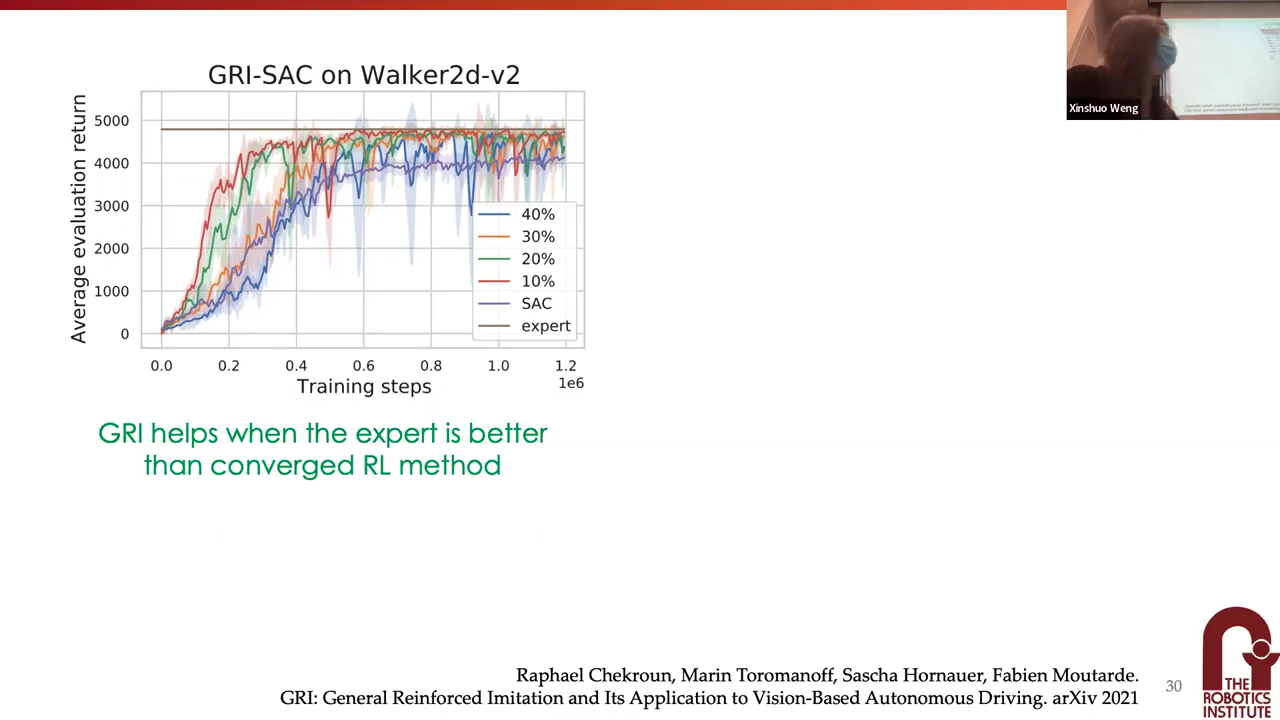 Xinshuo Weng
GRI-SAC on Walker2d-v2
Average evaluation return
5000
4000
3000
2000
1000
0
40%
30%
20%
10%
SAC
expert
0.0 0.2 0.4 0.6 0.8 1.0 1.2
1e6
Training steps
GRI helps when the expert is better
than converged RL method
Raphael Chekroun, Marin Toromanoff, Sascha Hornauer, Fabien Moutarde.
GRI: General Reinforced Imitation and Its Application to Vision-Based Autonomous Driving. arXiv 2021
30
THE
ROBOTICS
INSTITUTE